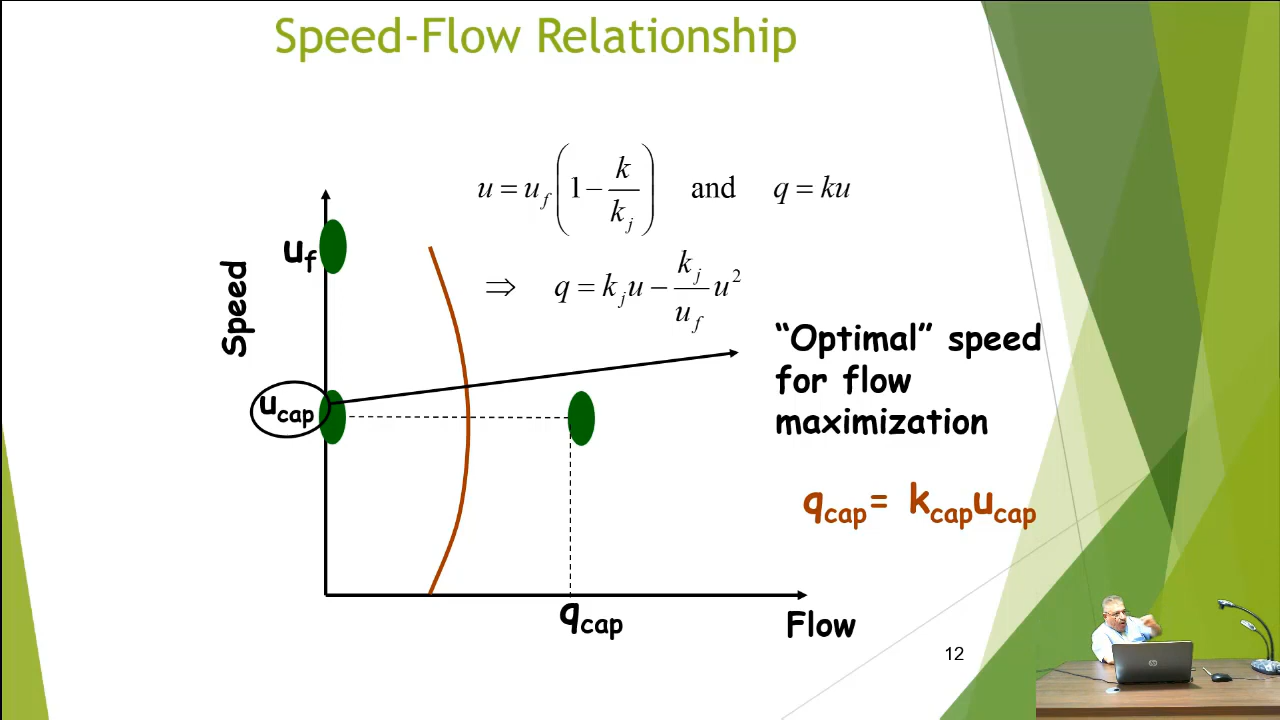 Speed-Flow Relationship
u = u_f (1 − k/k_j) and q = ku
⇒ q = k_j u − (k_j/u_f) u²
u_f
Speed
u_cap
"Optimal" speed
for flow
maximization
q_cap = k_cap u_cap
q_cap
Flow
12
hp